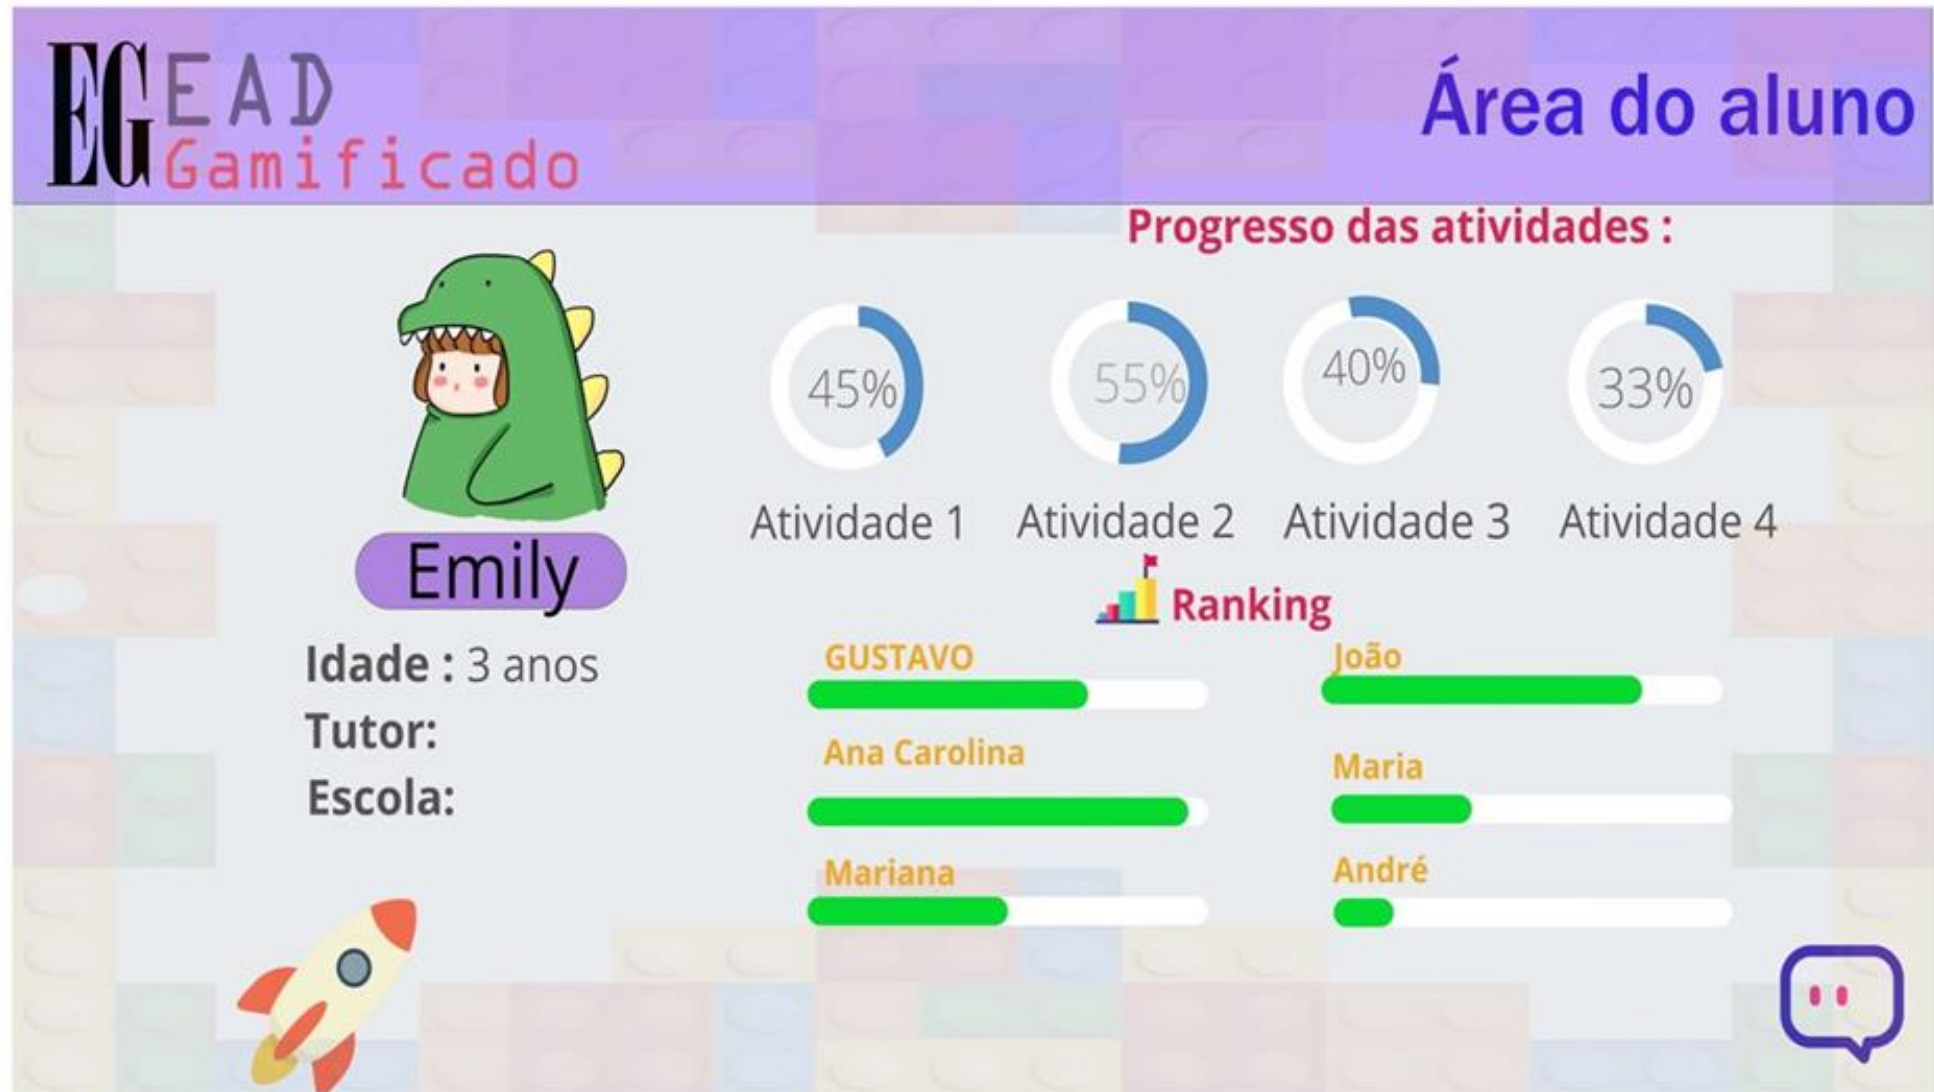 EG EAD
Gamificado
Área do aluno
Progresso das atividades :
45%
55%
40%
33%
Atividade 1
Atividade 2
Atividade 3
Atividade 4
Emily
Idade : 3 anos
Tutor:
Escola:
Ranking
GUSTAVO
João
Ana Carolina
Maria
Mariana
André